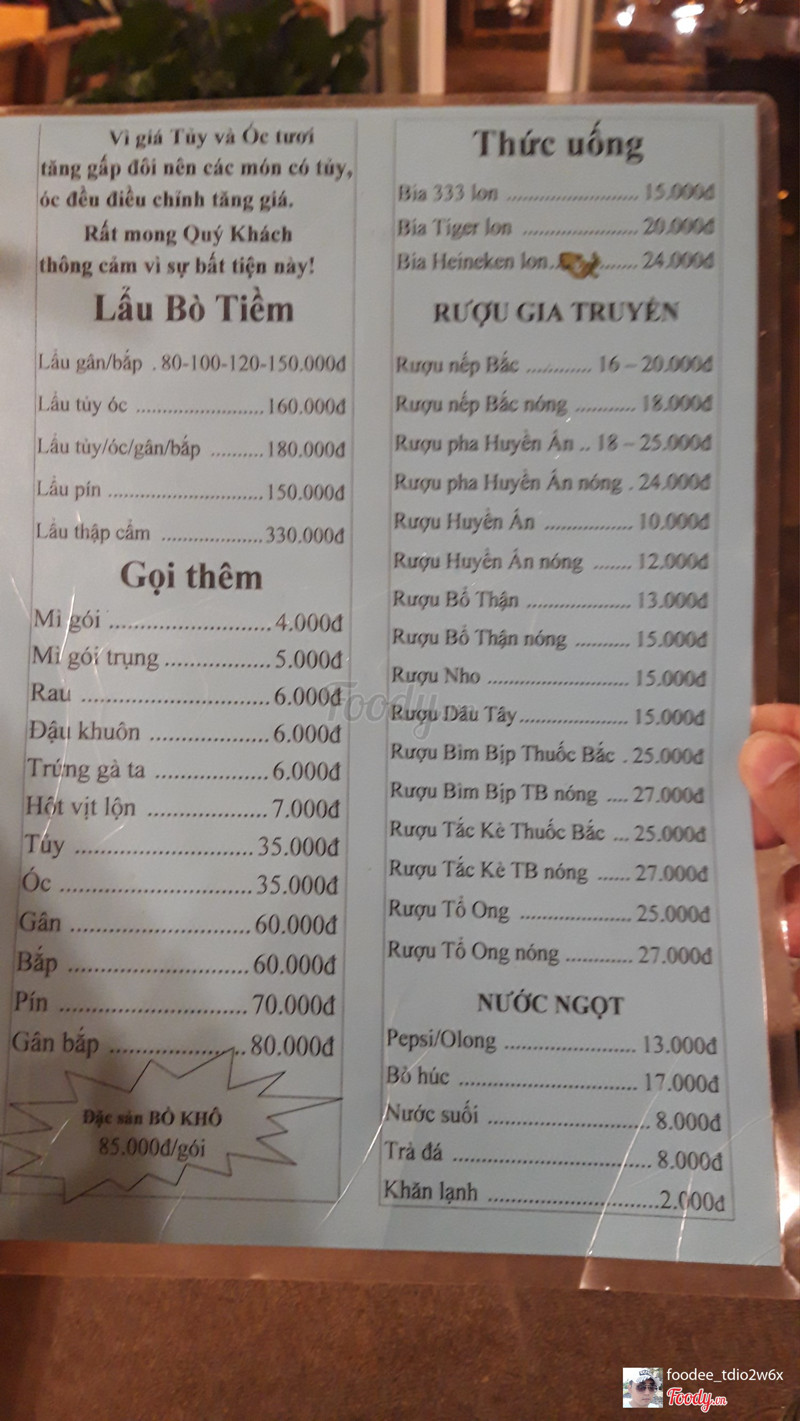 Vì giá Tủy và Óc tươi
tăng gấp đôi nên các món có tủy,
óc đều điều chỉnh tăng giá.
Rất mong Quý Khách
thông cảm vì sự bất tiện này!
Lẩu Bò Tiềm
Lẩu gân/bắp . 80-100-120-150.000đ
Lẩu tủy óc ........................ 160.000đ
Lẩu tủy/óc/gân/bắp .......... 180.000đ
Lẩu pín ............................. 150.000đ
Lẩu thập cẩm ................... 330.000đ
Gọi thêm
Mì gói ......................... 4.000đ
Mì gói trụng ................ 5.000đ
Rau ............................. 6.000đ
Đậu khuôn ................... 6.000đ
Trứng gà ta .................. 6.000đ
Hột vịt lộn ................... 7.000đ
Tủy ............................ 35.000đ
Óc .............................. 35.000đ
Gân ............................ 60.000đ
Bắp ............................ 60.000đ
Pín ............................. 70.000đ
Gân bắp ..................... 80.000đ
Đặc sản BÒ KHÔ
85.000đ/gói
Thức uống
Bia 333 lon ......................... 15.000đ
Bia Tiger lon ...................... 20.000đ
Bia Heineken lon ......... 24.000đ
RƯỢU GIA TRUYỀN
Rượu nếp Bắc ............ 16 – 20.000đ
Rượu nếp Bắc nóng ........... 18.000đ
Rượu pha Huyền Ấn .. 18 – 25.000đ
Rượu pha Huyền Ấn nóng . 24.000đ
Rượu Huyền Ấn ................ 10.000đ
Rượu Huyền Ấn nóng ....... 12.000đ
Rượu Bổ Thận ................... 13.000đ
Rượu Bổ Thận nóng .......... 15.000đ
Rượu Nho .......................... 15.000đ
Rượu Dâu Tây .................... 15.000đ
Rượu Bìm Bịp Thuốc Bắc . 25.000đ
Rượu Bìm Bịp TB nóng .... 27.000đ
Rượu Tắc Kè Thuốc Bắc ... 25.000đ
Rượu Tắc Kè TB nóng ...... 27.000đ
Rượu Tổ Ong .................... 25.000đ
Rượu Tổ Ong nóng ............ 27.000đ
NƯỚC NGỌT
Pepsi/Olong ........................ 13.000đ
Bò húc ................................. 17.000đ
Nước suối .............................. 8.000đ
Trà đá .................................... 8.000đ
Khăn lạnh .............................. 2.000đ
Foody
foodee_tdio2w6x
Foody.vn